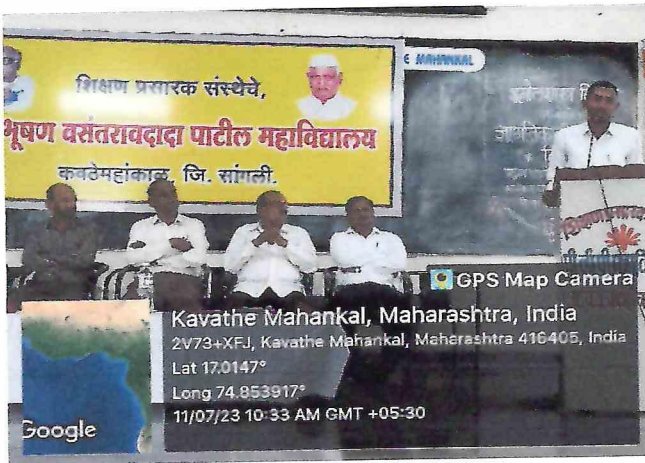 शिक्षण प्रसारक संस्थेचे,
भूषण वसंतरावदादा पाटील महाविद्यालय
कवठेमहांकाळ, जि. सांगली.
E MAHANKAL
GPS Map Camera
Kavathe Mahankal, Maharashtra, India
2V73+XFJ, Kavathe Mahankal, Maharashtra 416405, India
Lat 17.0147°
Long 74.853917°
11/07/23 10:33 AM GMT +05:30
Google